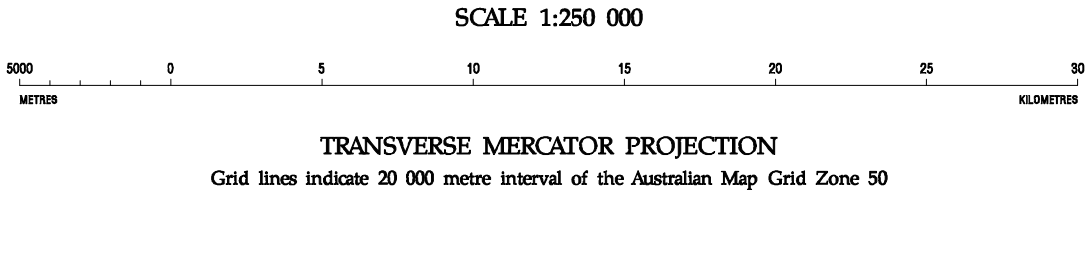 SCALE 1:250 000
5000 0 5 10 15 20 25 30
METRES KILOMETRES
TRANSVERSE MERCATOR PROJECTION
Grid lines indicate 20 000 metre interval of the Australian Map Grid Zone 50